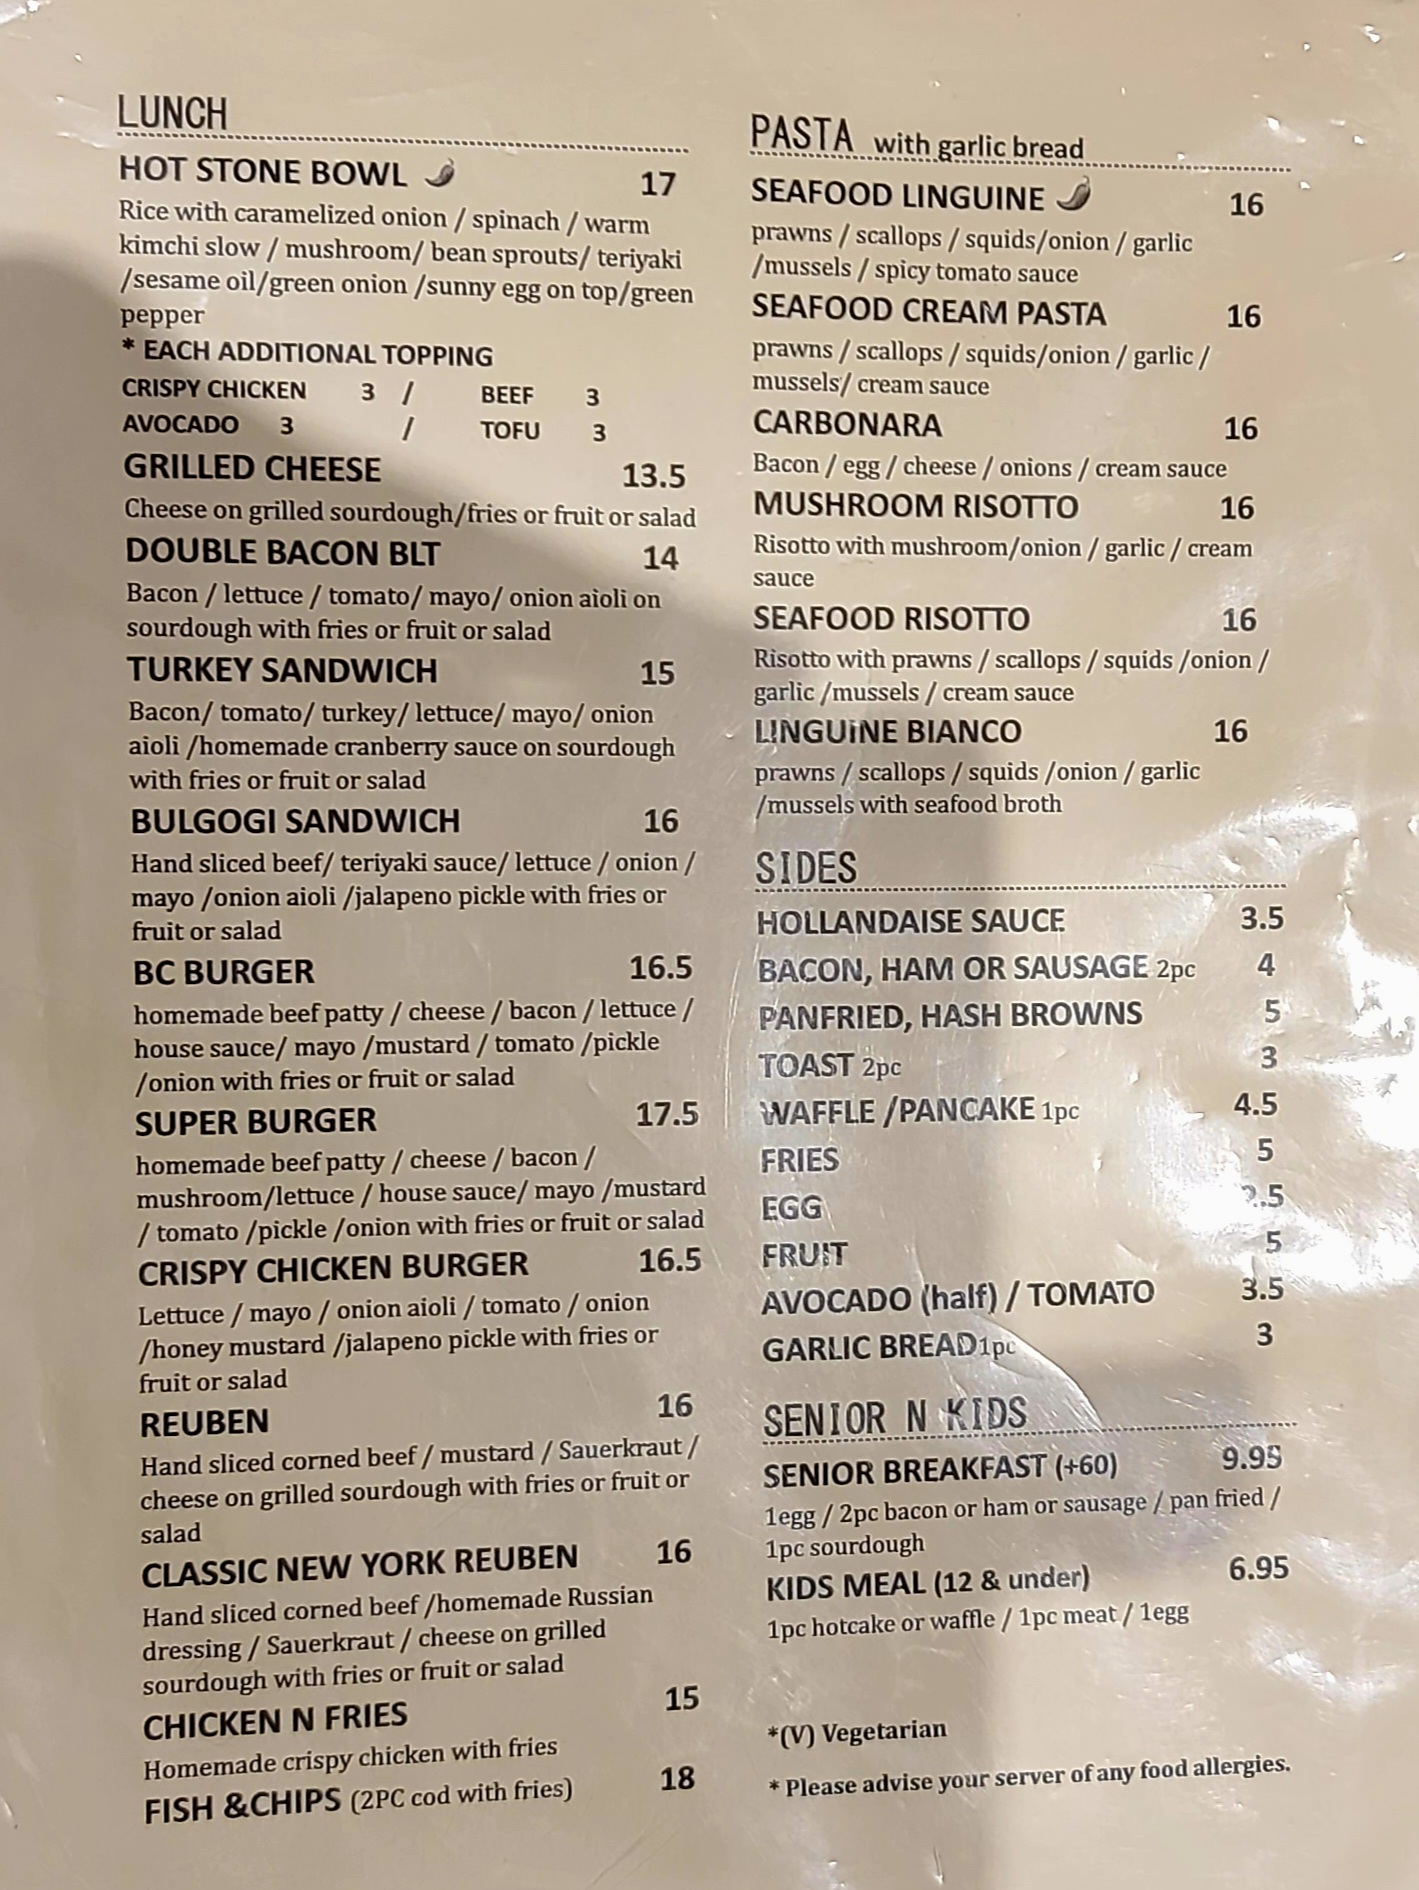 LUNCH
HOT STONE BOWL 17
Rice with caramelized onion / spinach / warm
kimchi slow / mushroom/ bean sprouts/ teriyaki
/sesame oil/green onion /sunny egg on top/green
pepper
* EACH ADDITIONAL TOPPING
CRISPY CHICKEN 3 / BEEF 3
AVOCADO 3 / TOFU 3
GRILLED CHEESE 13.5
Cheese on grilled sourdough/fries or fruit or salad
DOUBLE BACON BLT 14
Bacon / lettuce / tomato/ mayo/ onion aioli on
sourdough with fries or fruit or salad
TURKEY SANDWICH 15
Bacon/ tomato/ turkey/ lettuce/ mayo/ onion
aioli /homemade cranberry sauce on sourdough
with fries or fruit or salad
BULGOGI SANDWICH 16
Hand sliced beef/ teriyaki sauce/ lettuce / onion /
mayo /onion aioli /jalapeno pickle with fries or
fruit or salad
BC BURGER 16.5
homemade beef patty / cheese / bacon / lettuce /
house sauce/ mayo /mustard / tomato /pickle
/onion with fries or fruit or salad
SUPER BURGER 17.5
homemade beef patty / cheese / bacon /
mushroom/lettuce / house sauce/ mayo /mustard
/ tomato /pickle /onion with fries or fruit or salad
CRISPY CHICKEN BURGER 16.5
Lettuce / mayo / onion aioli / tomato / onion
/honey mustard /jalapeno pickle with fries or
fruit or salad
REUBEN 16
Hand sliced corned beef / mustard / Sauerkraut /
cheese on grilled sourdough with fries or fruit or
salad
CLASSIC NEW YORK REUBEN 16
Hand sliced corned beef /homemade Russian
dressing / Sauerkraut / cheese on grilled
sourdough with fries or fruit or salad
CHICKEN N FRIES 15
Homemade crispy chicken with fries
FISH &CHIPS (2PC cod with fries) 18
PASTA with garlic bread
SEAFOOD LINGUINE 16
prawns / scallops / squids/onion / garlic
/mussels / spicy tomato sauce
SEAFOOD CREAM PASTA 16
prawns / scallops / squids/onion / garlic /
mussels/ cream sauce
CARBONARA 16
Bacon / egg / cheese / onions / cream sauce
MUSHROOM RISOTTO 16
Risotto with mushroom/onion / garlic / cream
sauce
SEAFOOD RISOTTO 16
Risotto with prawns / scallops / squids /onion /
garlic /mussels / cream sauce
LINGUINE BIANCO 16
prawns / scallops / squids /onion / garlic
/mussels with seafood broth
SIDES
HOLLANDAISE SAUCE 3.5
BACON, HAM OR SAUSAGE 2pc 4
PANFRIED, HASH BROWNS 5
TOAST 2pc 3
WAFFLE /PANCAKE 1pc 4.5
FRIES 5
EGG
FRUIT 5
AVOCADO (half) / TOMATO 3.5
GARLIC BREAD1pc 3
SENIOR N KIDS
SENIOR BREAKFAST (+60) 9.95
1egg / 2pc bacon or ham or sausage / pan fried /
1pc sourdough
KIDS MEAL (12 & under) 6.95
1pc hotcake or waffle / 1pc meat / 1egg
*(V) Vegetarian
* Please advise your server of any food allergies.